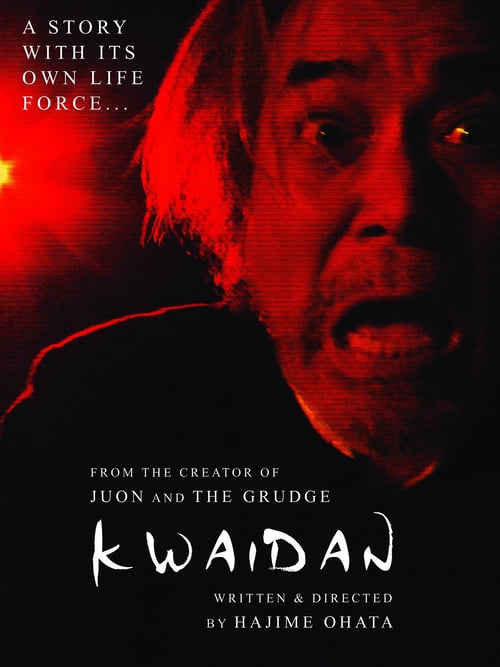 A STORY
WITH ITS
OWN LIFE
FORCE...
FROM THE CREATOR OF
JUON AND THE GRUDGE
KWAIDAN
WRITTEN & DIRECTED
BY HAJIME OHATA